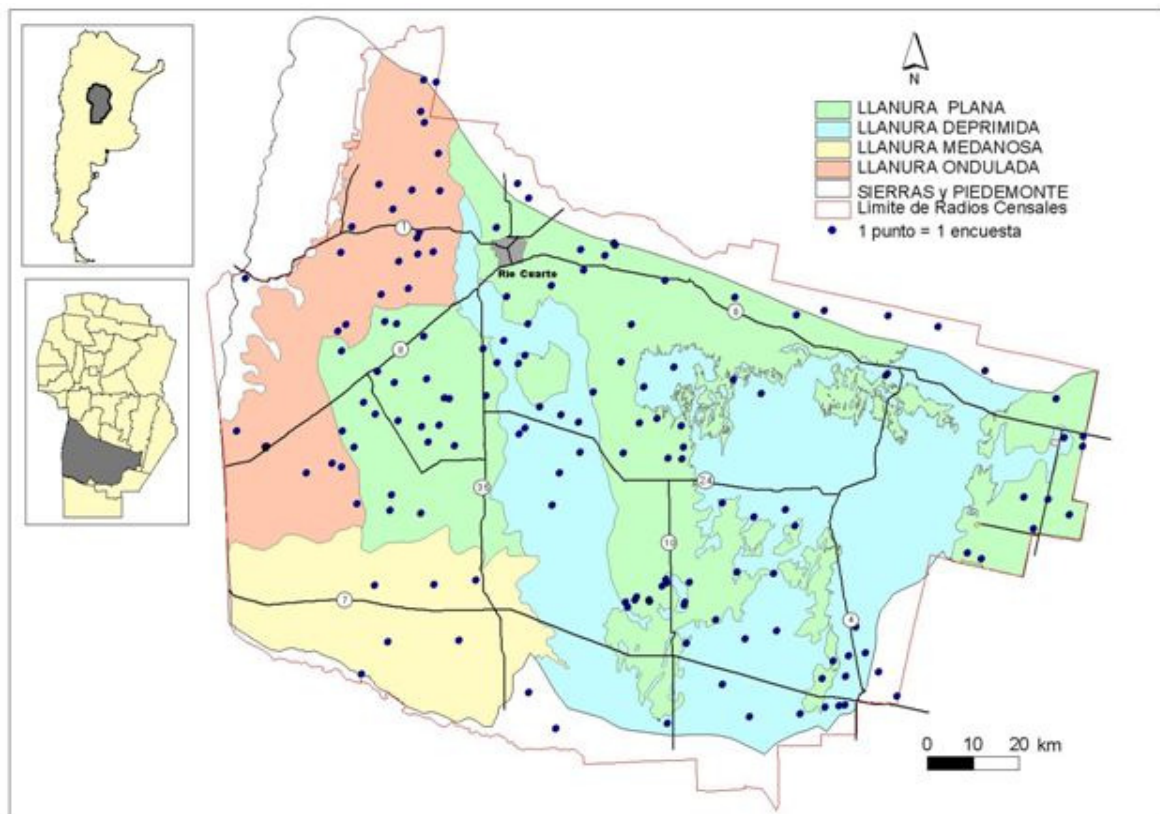 N
LLANURA PLANA
LLANURA DEPRIMIDA
LLANURA MEDANOSA
LLANURA ONDULADA
SIERRAS y PIEDEMONTE
Limite de Radios Censales
1 punto = 1 encuesta
1
Rio Cuarto
8
35
24
10
7
4
0 10 20 km